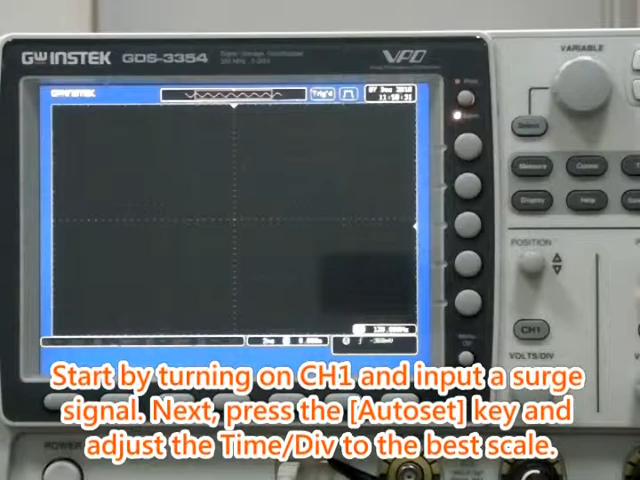 GWINSTEK GDS-3354
VPO
VARIABLE
GWINSTEK
Trig'd
Select
Measure
Cursor
Display
Help
POSITION
CH1
VOLTS/DIV
Start by turning on CH1 and input a surge
signal. Next, press the [Autoset] key and
adjust the Time/Div to the best scale.
POWER